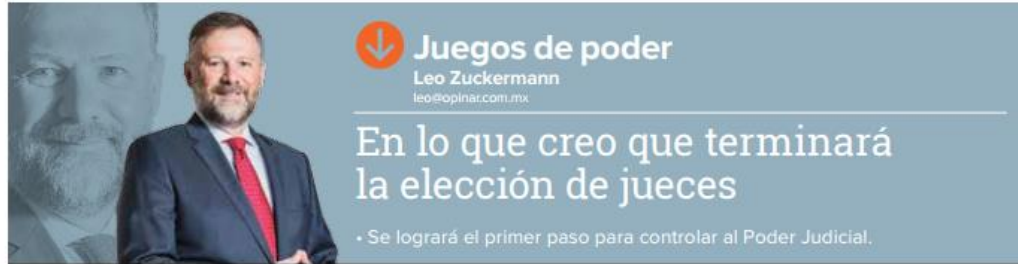 Juegos de poder
Leo Zuckermann
leo@opinar.com.mx
En lo que creo que terminará
la elección de jueces
• Se logrará el primer paso para controlar al Poder Judicial.